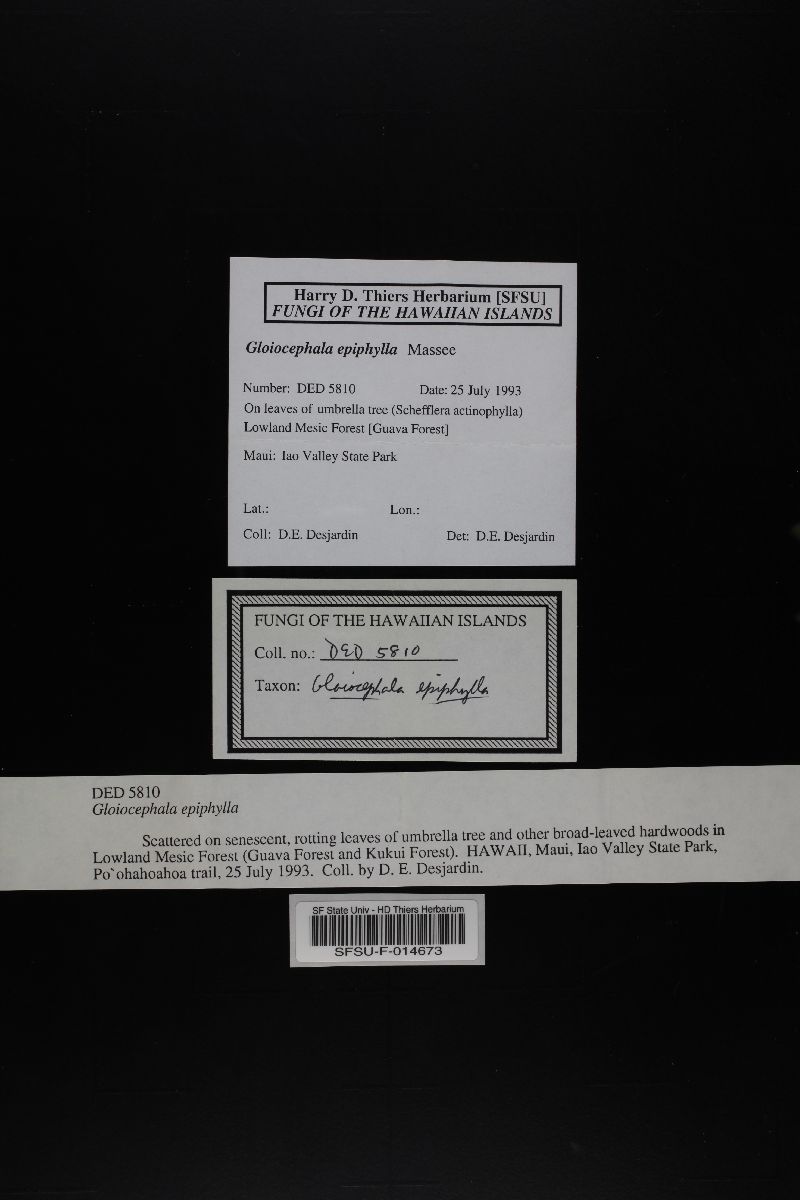 Harry D. Thiers Herbarium [SFSU]
FUNGI OF THE HAWAIIAN ISLANDS
Gloiocephala epiphylla Massee
Number: DED 5810 Date: 25 July 1993
On leaves of umbrella tree (Schefflera actinophylla)
Lowland Mesic Forest [Guava Forest]
Maui: Iao Valley State Park
Lat.: Lon.:
Coll: D.E. Desjardin Det: D.E. Desjardin
FUNGI OF THE HAWAIIAN ISLANDS
Coll. no.: DED 5810
Taxon: Gloiocephala epiphylla
DED 5810
Gloiocephala epiphylla
Scattered on senescent, rotting leaves of umbrella tree and other broad-leaved hardwoods in
Lowland Mesic Forest (Guava Forest and Kukui Forest). HAWAII, Maui, Iao Valley State Park,
Po`ohahoahoa trail, 25 July 1993. Coll. by D. E. Desjardin.
SF State Univ - HD Thiers Herbarium
SFSU-F-014673